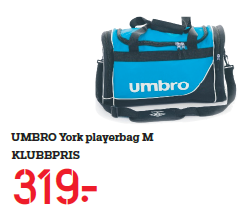 umbro
UMBRO York playerbag M
KLUBBPRIS
319.-